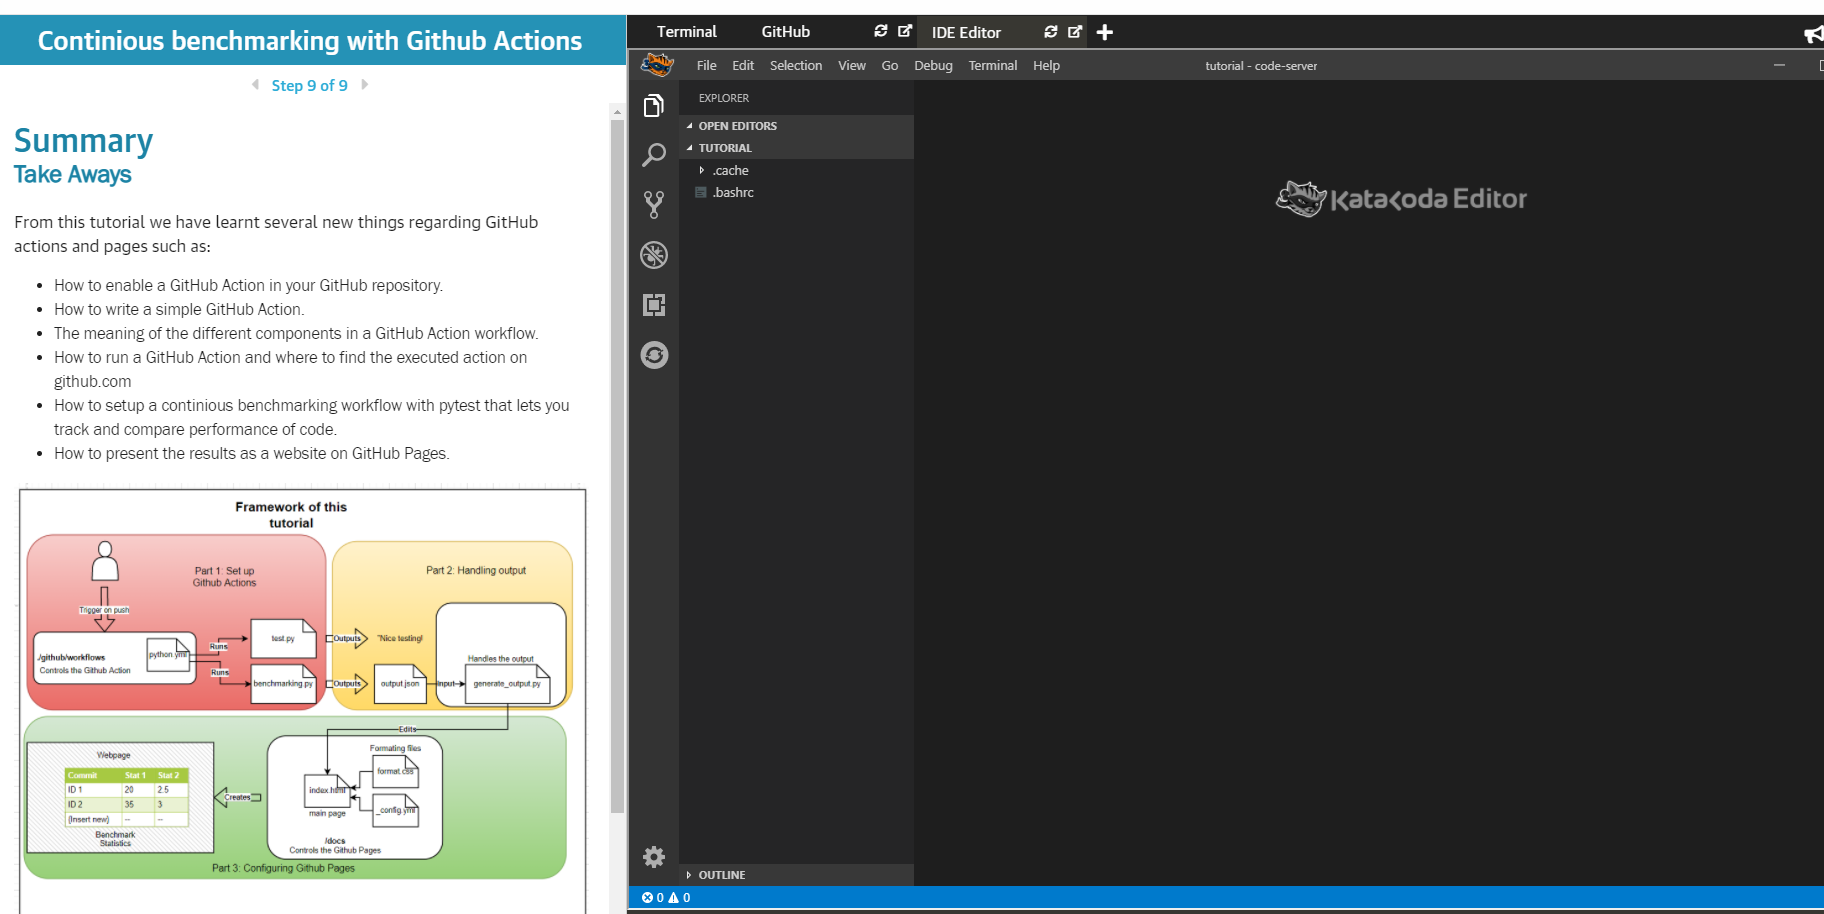 Continious benchmarking with Github Actions
Step 9 of 9
Summary
Take Aways
From this tutorial we have learnt several new things regarding GitHub
actions and pages such as:
How to enable a GitHub Action in your GitHub repository.
How to write a simple GitHub Action.
The meaning of the different components in a GitHub Action workflow.
How to run a GitHub Action and where to find the executed action on
github.com
How to setup a continious benchmarking workflow with pytest that lets you
track and compare performance of code.
How to present the results as a website on GitHub Pages.
Framework of this
tutorial
Part 1: Set up
Github Actions
Trigger on push
./github/workflows
Controls the Github Action
python.yml
Runs
Runs
test.py
benchmarking.py
Part 2: Handling output
Outputs
"Nice testing!
Outputs
output.json
Input
Handles the output
generate_output.py
Edits
Webpage
Commit Stat 1 Stat 2
ID 1 20 2.5
ID 2 35 3
(Insert new) -- --
Benchmark
Statistics
Creates
Formating files
format.css
index.html
main page
_config.yml
/docs
Controls the Github Pages
Part 3: Configuring Github Pages
Terminal GitHub IDE Editor
File Edit Selection View Go Debug Terminal Help tutorial - code-server
EXPLORER
OPEN EDITORS
TUTORIAL
.cache
.bashrc
KataKoda Editor
OUTLINE
0 0